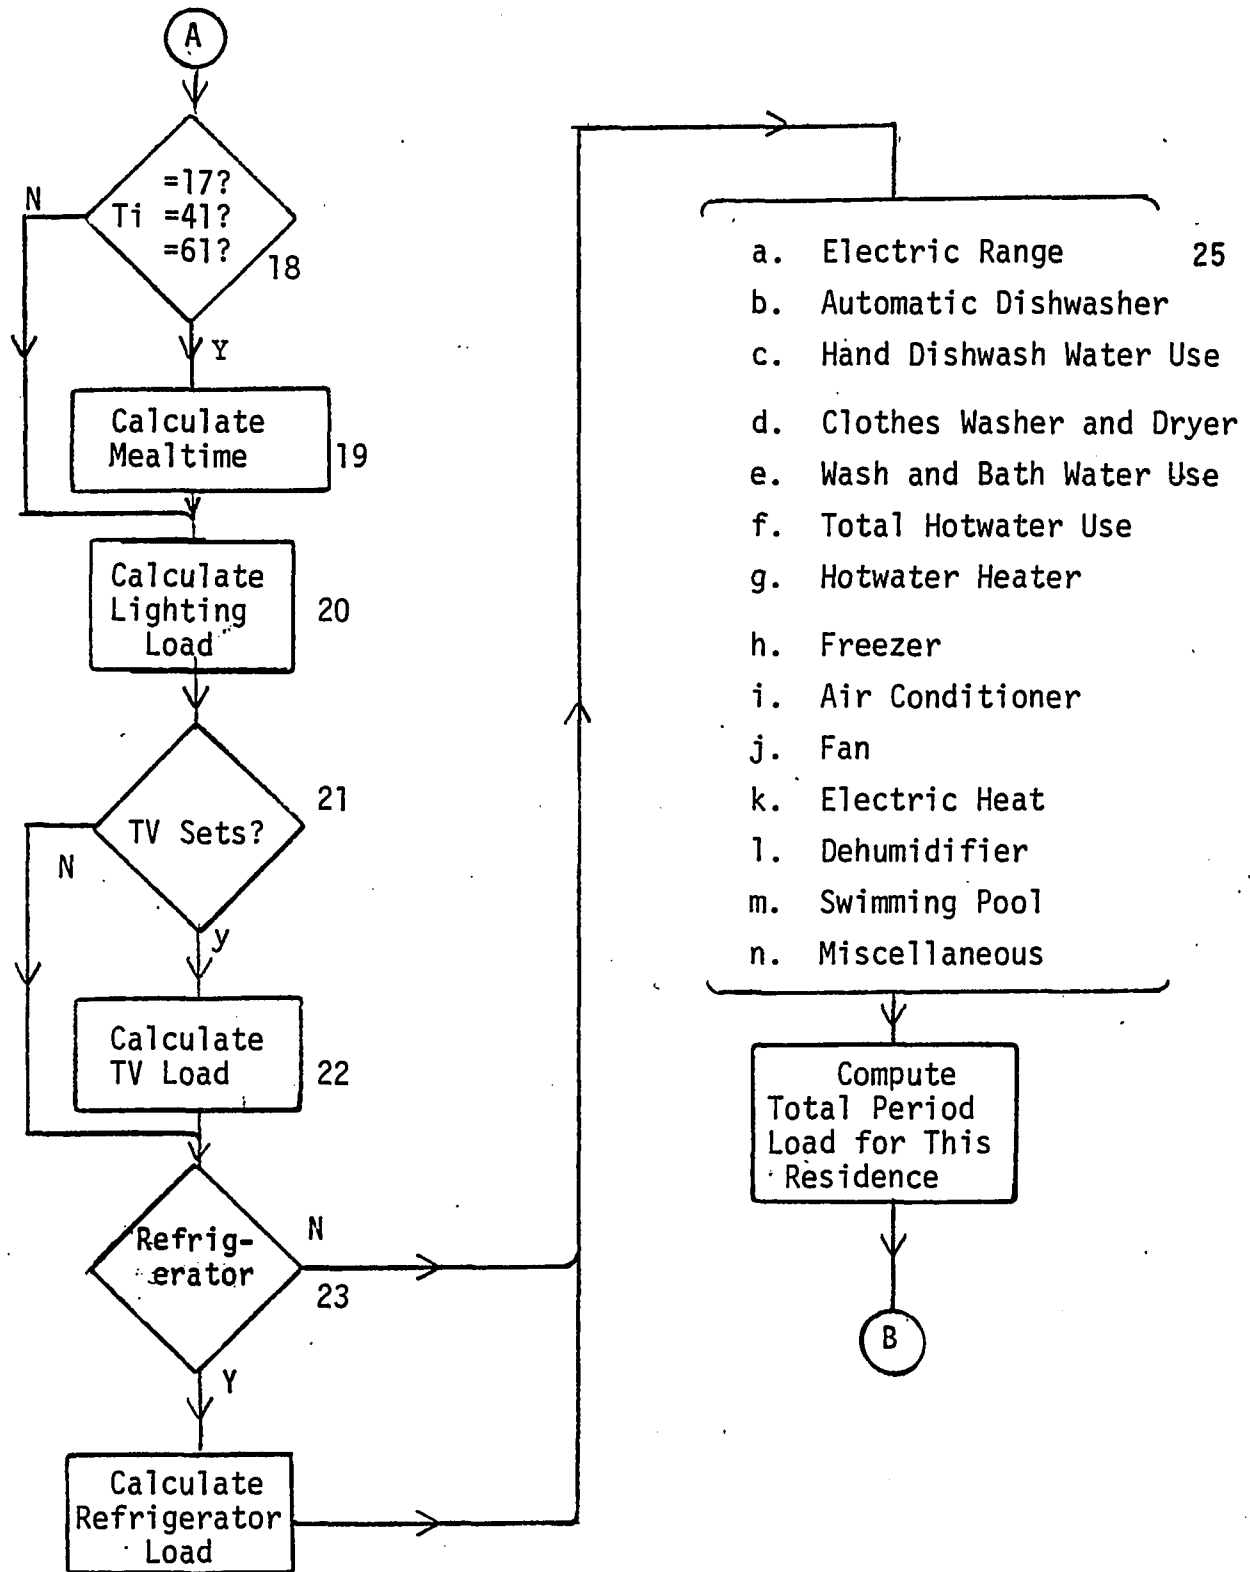 A
=17?
N
Ti =41?
=61?
18
Y
Calculate
Mealtime
19
Calculate
Lighting
Load
20
21
TV Sets?
N
y
Calculate
TV Load
22
Refrig-
erator
N
23
Y
Calculate
Refrigerator
Load
a. Electric Range
25
b. Automatic Dishwasher
c. Hand Dishwash Water Use
d. Clothes Washer and Dryer
e. Wash and Bath Water Use
f. Total Hotwater Use
g. Hotwater Heater
h. Freezer
i. Air Conditioner
j. Fan
k. Electric Heat
l. Dehumidifier
m. Swimming Pool
n. Miscellaneous
Compute
Total Period
Load for This
Residence
B